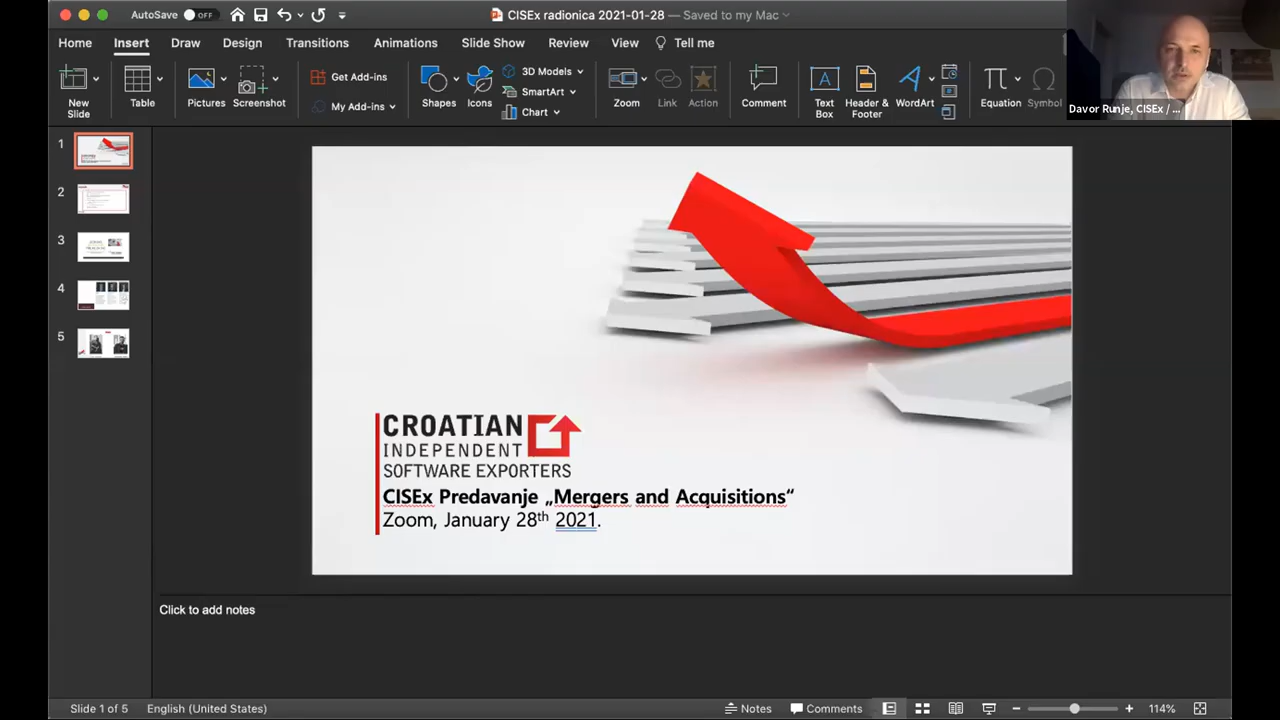 AutoSave
OFF
CISEx radionica 2021-01-28 — Saved to my Mac
Home
Insert
Draw
Design
Transitions
Animations
Slide Show
Review
View
Tell me
New Slide
Table
Pictures
Screenshot
Get Add-ins
My Add-ins
Shapes
Icons
3D Models
SmartArt
Chart
Zoom
Link
Action
Comment
Text Box
Header & Footer
WordArt
Equation
Symbol
Davor Runje, CISEx / ...
1
2
3
4
5
CROATIAN
INDEPENDENT
SOFTWARE EXPORTERS
CISEx Predavanje „Mergers and Acquisitions“
Zoom, January 28th 2021.
Click to add notes
Slide 1 of 5
English (United States)
Notes
Comments
114%